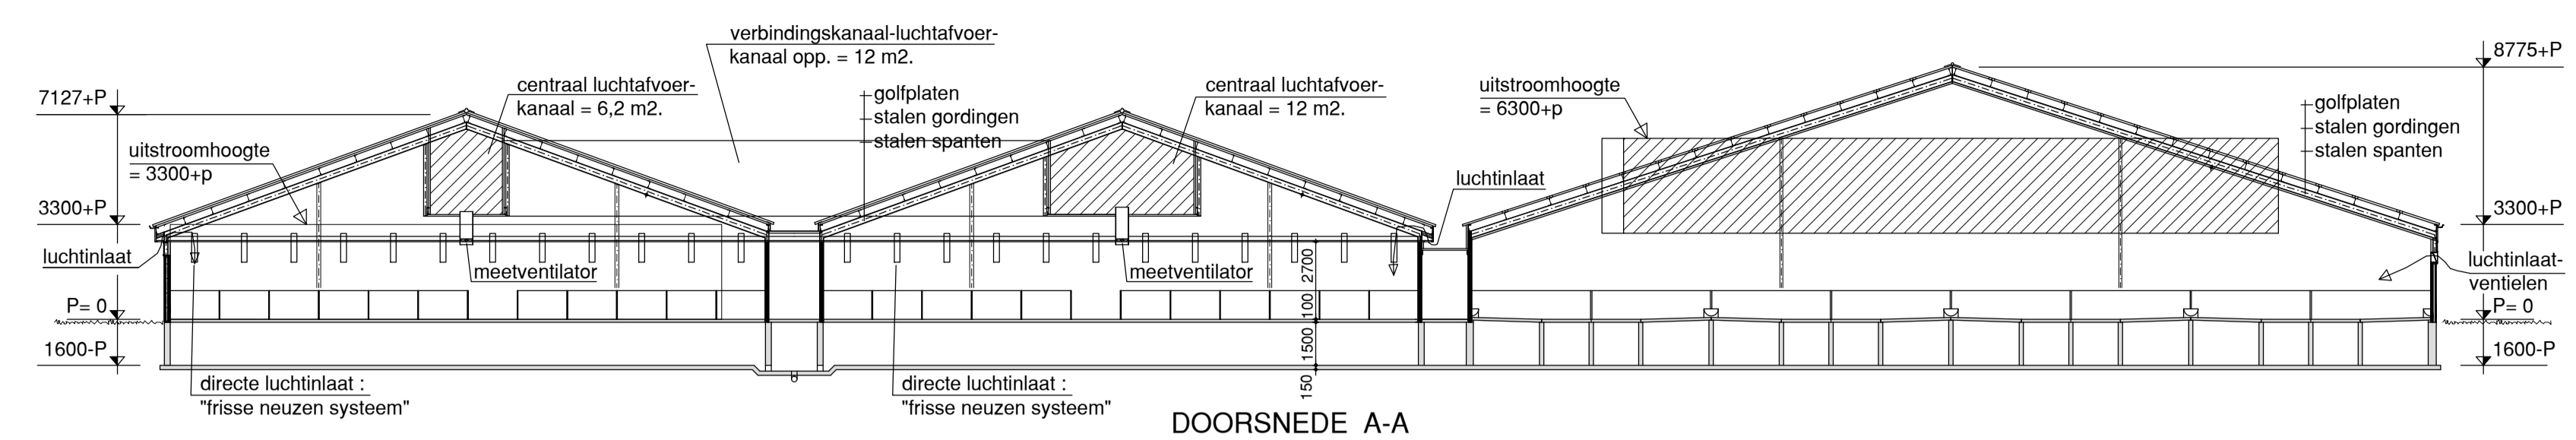 verbindingskanaal-luchtafvoer-
kanaal opp. = 12 m2.
centraal luchtafvoer-
kanaal = 6,2 m2.
golfplaten
stalen gordingen
stalen spanten
centraal luchtafvoer-
kanaal = 12 m2.
uitstroomhoogte
= 6300+p
8775+P
golfplaten
stalen gordingen
stalen spanten
7127+P
uitstroomhoogte
= 3300+p
3300+P
luchtinlaat
P= 0
1600-P
meetventilator
meetventilator
luchtinlaat
2700
100
1500
150
3300+P
luchtinlaat-
ventielen
P= 0
1600-P
directe luchtinlaat :
"frisse neuzen systeem"
directe luchtinlaat :
"frisse neuzen systeem"
DOORSNEDE A-A